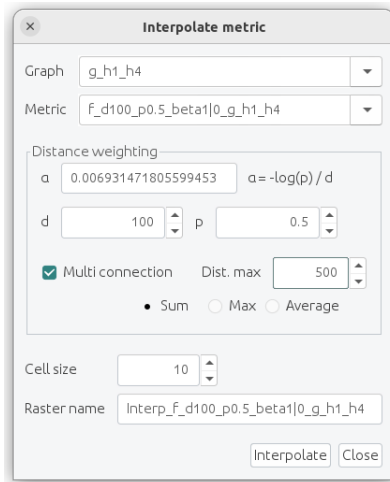 Interpolate metric
Graph g_h1_h4
Metric f_d100_p0.5_beta1|0_g_h1_h4
Distance weighting
α 0.006931471805599453 α = -log(p) / d
d 100 p 0.5
Multi connection Dist. max 500
Sum Max Average
Cell size 10
Raster name Interp_f_d100_p0.5_beta1|0_g_h1_h4
Interpolate Close